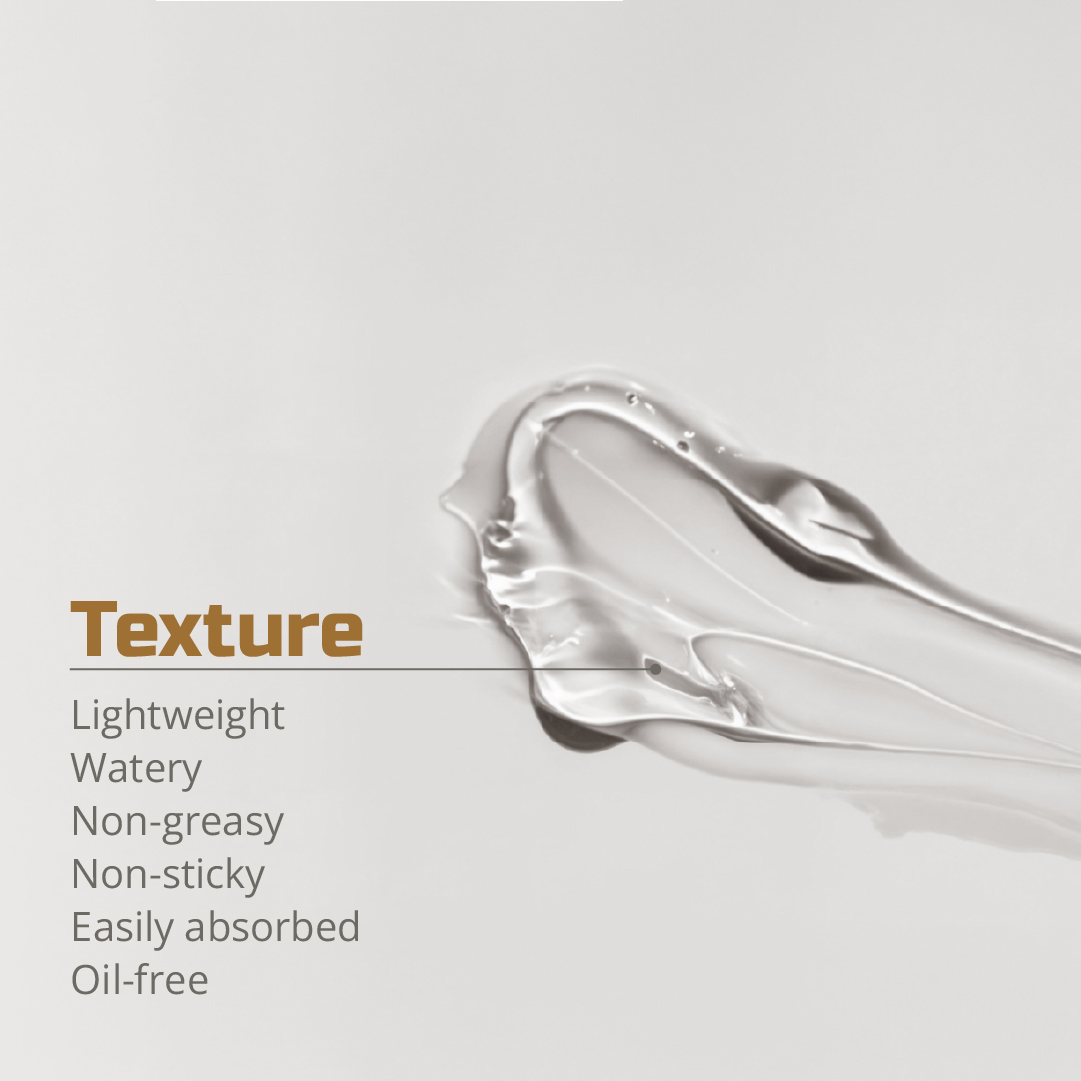 Texture
Lightweight
Watery
Non-greasy
Non-sticky
Easily absorbed
Oil-free